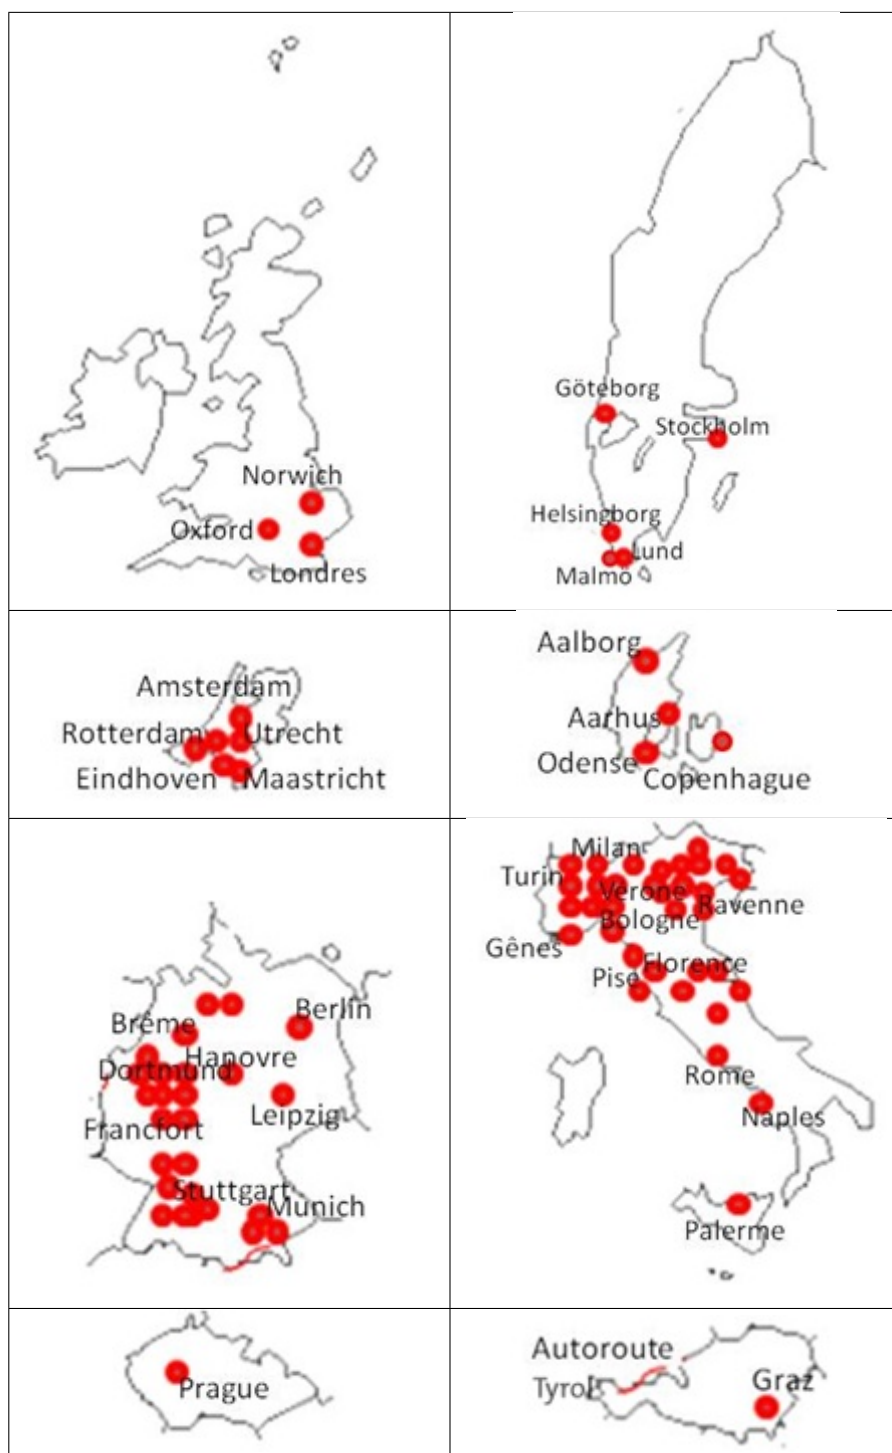 Norwich
Oxford
Londres
Göteborg
Stockholm
Helsingborg
Lund
Malmo
Amsterdam
Rotterdam
Utrecht
Eindhoven
Maastricht
Aalborg
Aarhus
Odense
Copenhague
Berlin
Brême
Hanovre
Dortmund
Leipzig
Francfort
Stuttgart
Munich
Milan
Turin
Verone
Ravenne
Bologne
Gênes
Florence
Pise
Rome
Naples
Palerme
Prague
Autoroute
Tyrol
Graz